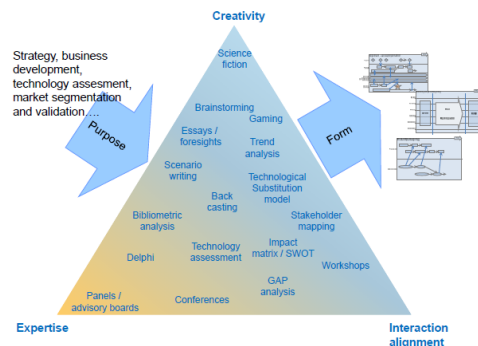 Creativity
Strategy, business
development,
technology assesment,
market segmentation
and validation….
Purpose
Form
Science
fiction
Brainstorming
Gaming
Essays /
foresights
Trend
analysis
Scenario
writing
Technological
Substitution
model
Back
casting
Bibliometric
analysis
Stakeholder
mapping
Delphi
Technology
assessment
Impact
matrix / SWOT
Workshops
GAP
analysis
Panels /
advisory boards
Conferences
Expertise
Interaction
alignment